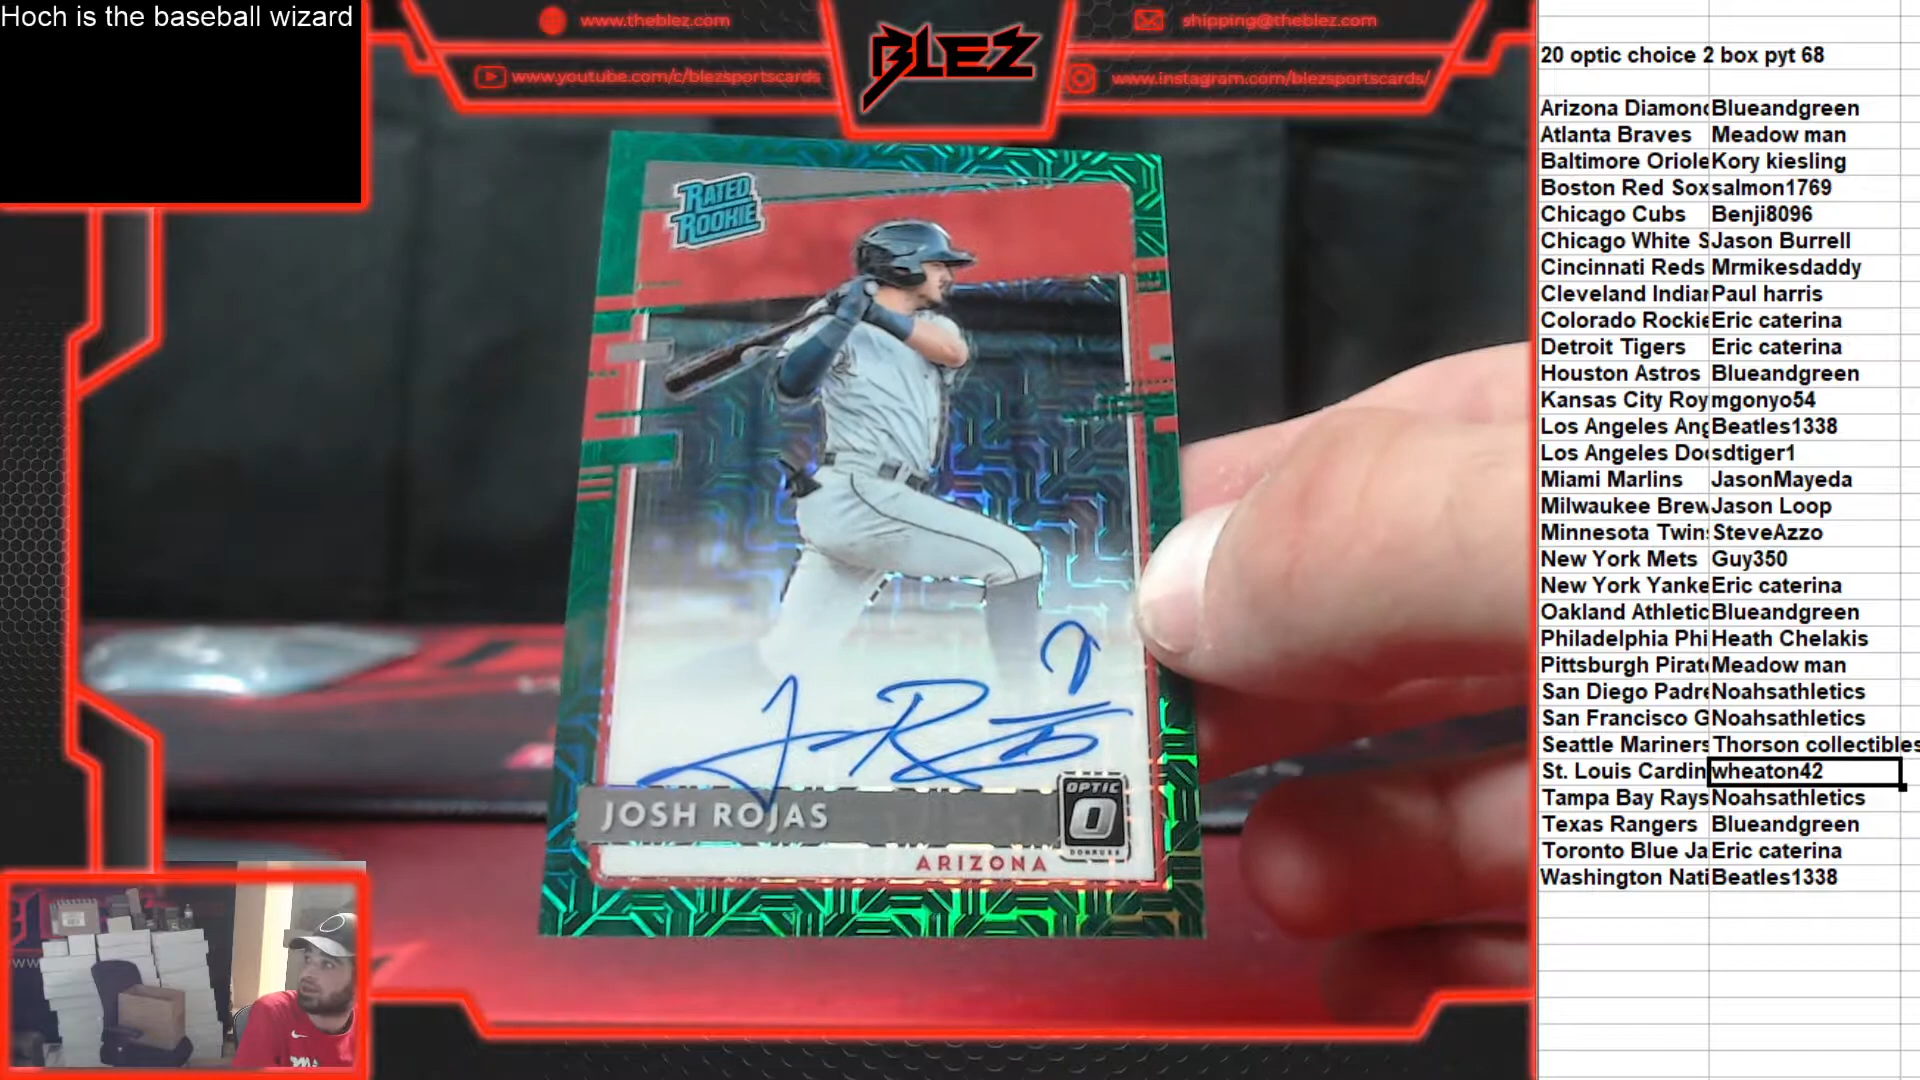 Hoch is the baseball wizard
www.theblez.com
shipping@theblez.com
BLEZ
www.youtube.com/c/blezsportscards
www.instagram.com/blezsportscards/
RATED
ROOKIE
JOSH ROJAS
OPTIC
O
DONRUSS
ARIZONA
20 optic choice 2 box pyt 68
Arizona Diamond Blueandgreen
Atlanta Braves Meadow man
Baltimore Oriole Kory kiesling
Boston Red Sox salmon1769
Chicago Cubs Benji8096
Chicago White S Jason Burrell
Cincinnati Reds Mrmikesdaddy
Cleveland Indian Paul harris
Colorado Rockie Eric caterina
Detroit Tigers Eric caterina
Houston Astros Blueandgreen
Kansas City Roy mgonyo54
Los Angeles Ang Beatles1338
Los Angeles Dod sdtiger1
Miami Marlins JasonMayeda
Milwaukee Brew Jason Loop
Minnesota Twins SteveAzzo
New York Mets Guy350
New York Yanke Eric caterina
Oakland Athletic Blueandgreen
Philadelphia Phi Heath Chelakis
Pittsburgh Pirate Meadow man
San Diego Padre Noahsathletics
San Francisco G Noahsathletics
Seattle Mariners Thorson collectibles
St. Louis Cardin wheaton42
Tampa Bay Rays Noahsathletics
Texas Rangers Blueandgreen
Toronto Blue Ja Eric caterina
Washington Nati Beatles1338